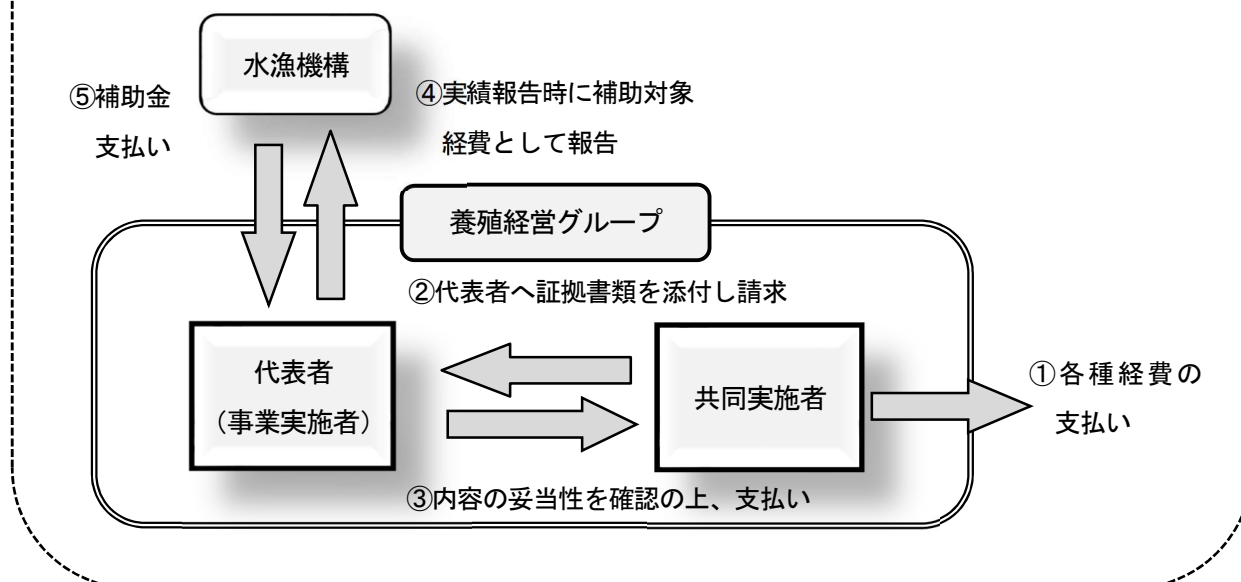 水漁機構
⑤補助金
支払い
④実績報告時に補助対象
経費として報告
養殖経営グループ
②代表者へ証拠書類を添付し請求
代表者
（事業実施者）
共同実施者
①各種経費の
支払い
③内容の妥当性を確認の上、支払い